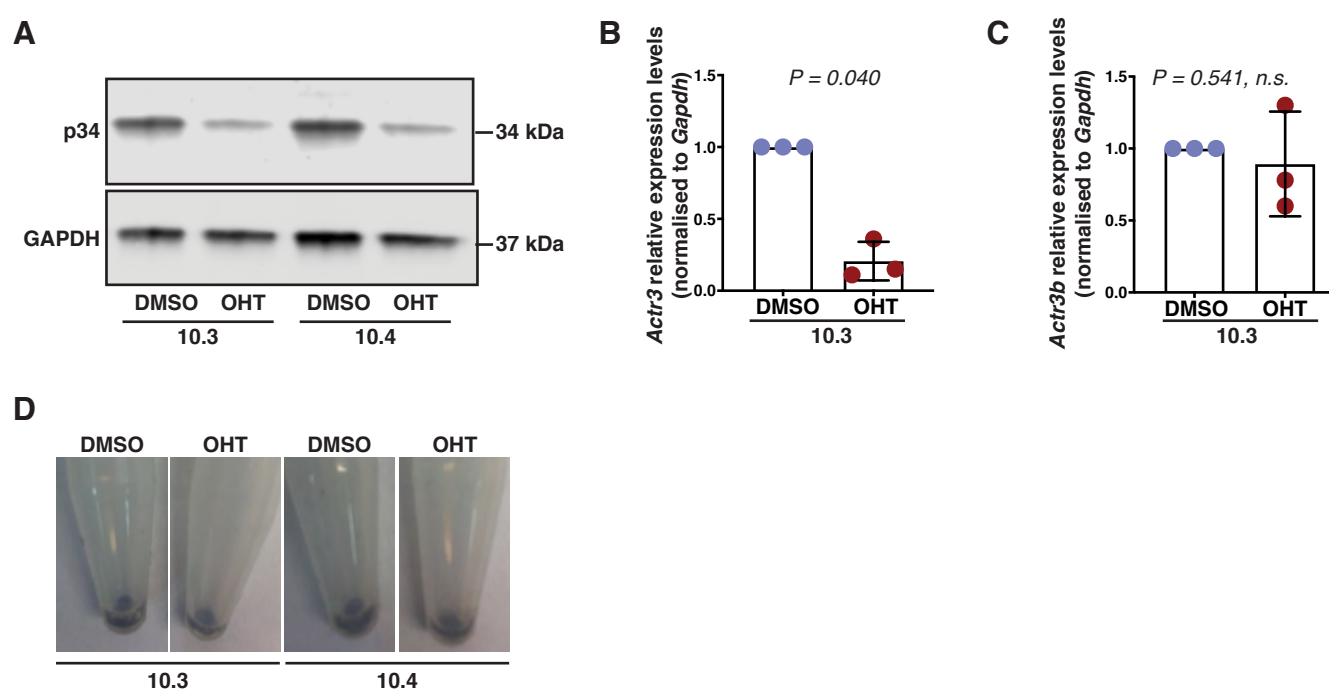 A
p34
34 kDa
GAPDH
37 kDa
DMSO OHT DMSO OHT
10.3 10.4
B
Actr3 relative expression levels
(normalised to Gapdh)
P = 0.040
1.5
1.0
0.5
0.0
DMSO OHT
10.3
C
Actr3b relative expression levels
(normalised to Gapdh)
P = 0.541, n.s.
1.5
1.0
0.5
0.0
DMSO OHT
10.3
D
DMSO OHT DMSO OHT
10.3 10.4